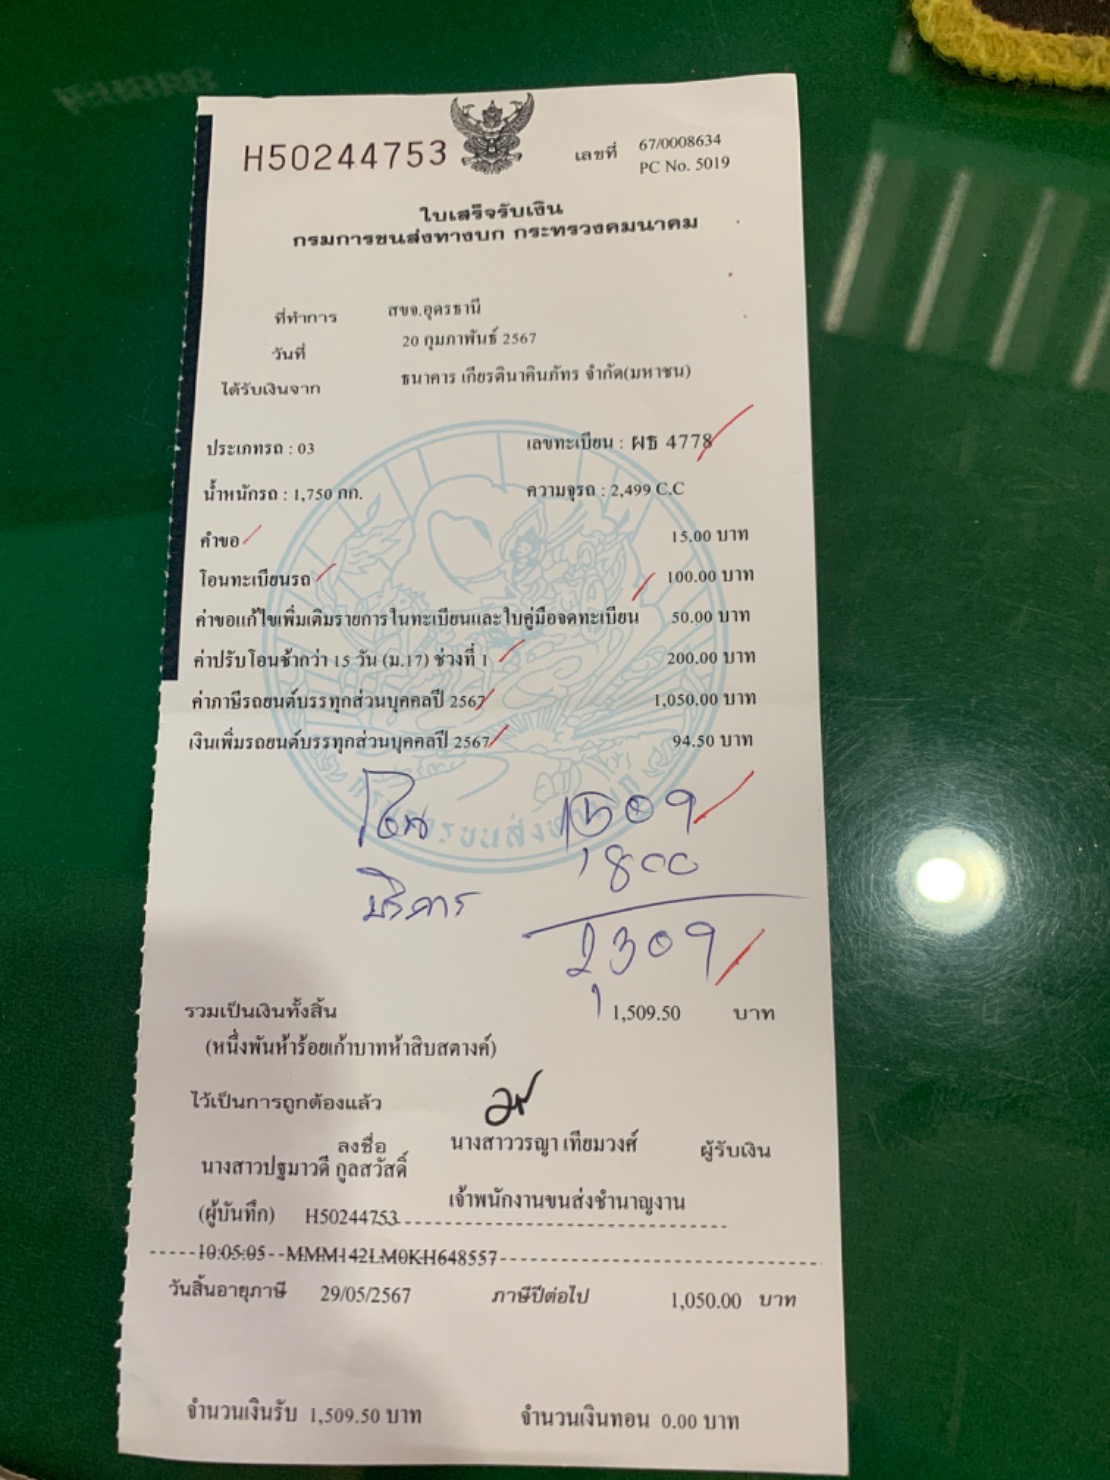 H50244753
เลขที่ 67/0008634
PC No. 5019
ใบเสร็จรับเงิน
กรมการขนส่งทางบก กระทรวงคมนาคม
ที่ทำการ สขจ.อุดรธานี
วันที่ 20 กุมภาพันธ์ 2567
ได้รับเงินจาก ธนาคาร เกียรตินาคินภัทร จำกัด(มหาชน)
ประเภทรถ : 03 เลขทะเบียน : ผธ 4778
น้ำหนักรถ : 1,750 กก. ความจุรถ : 2,499 C.C
คำขอ 15.00 บาท
โอนทะเบียนรถ 100.00 บาท
ค่าขอแก้ไขเพิ่มเติมรายการในทะเบียนและใบคู่มือจดทะเบียน 50.00 บาท
ค่าปรับโอนช้ากว่า 15 วัน (ม.17) ช่วงที่ 1 200.00 บาท
ค่าภาษีรถยนต์บรรทุกส่วนบุคคลปี 2567 1,050.00 บาท
เงินเพิ่มรถยนต์บรรทุกส่วนบุคคลปี 2567 94.50 บาท
โอน 1509
บริการ 800
2,309
รวมเป็นเงินทั้งสิ้น 1,509.50 บาท
(หนึ่งพันห้าร้อยเก้าบาทห้าสิบสตางค์)
ไว้เป็นการถูกต้องแล้ว
ลงชื่อ นางสาววรญา เทียมวงศ์ ผู้รับเงิน
นางสาวปฐมาวดี กูลสวัสดิ์
เจ้าพนักงานขนส่งชำนาญงาน
(ผู้บันทึก) H50244753
10:05:05--MMM142LM0KH648557
วันสิ้นอายุภาษี 29/05/2567 ภาษีปีต่อไป 1,050.00 บาท
จำนวนเงินรับ 1,509.50 บาท จำนวนเงินทอน 0.00 บาท